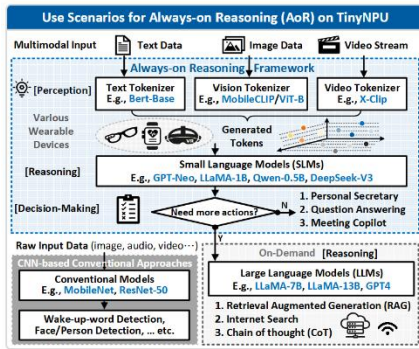 Use Scenarios for Always-on Reasoning (AoR) on TinyNPU
Multimodal Input
Text Data
Image Data
Video Stream
Always-on Reasoning Framework
[Perception]
Text Tokenizer
E.g., Bert-Base
Vision Tokenizer
E.g., MobileCLIP/ViT-B
Video Tokenizer
E.g., X-Clip
Various
Wearable
Devices
Generated
Tokens
[Reasoning]
Small Language Models (SLMs)
E.g., GPT-Neo, LLaMA-1B, Qwen-0.5B, DeepSeek-V3
[Decision-Making]
Need more actions?
N
Y
1. Personal Secretary
2. Question Answering
3. Meeting Copilot
Raw Input Data (image, audio, video⋯)
CNN-based Conventional Approaches
Conventional Models
E.g., MobileNet, ResNet-50
Wake-up-word Detection,
Face/Person Detection, ... etc.
On-Demand [Reasoning]
Large Language Models (LLMs)
E.g., LLaMA-7B, LLaMA-13B, GPT4
1. Retrieval Augmented Generation (RAG)
2. Internet Search
3. Chain of thought (CoT)